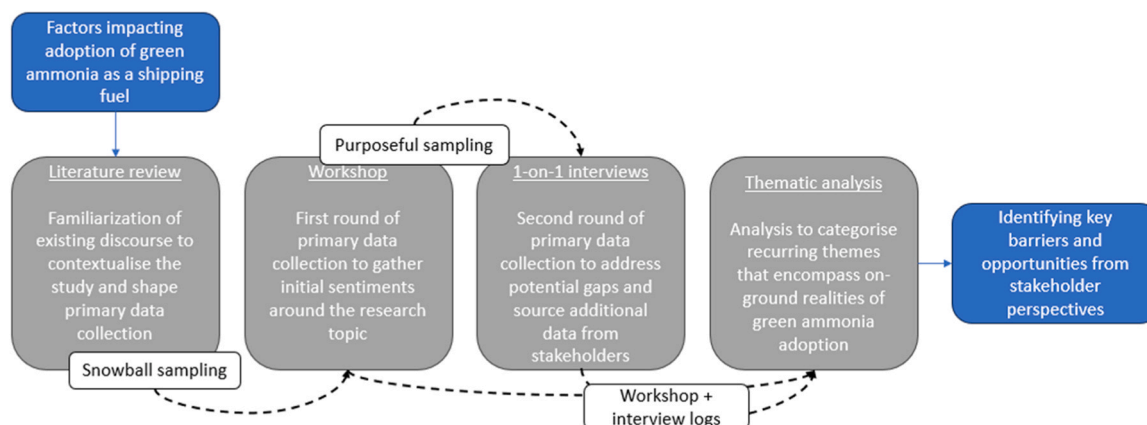 Factors impacting
adoption of green
ammonia as a shipping
fuel
Purposeful sampling
Literature review
Familiarization of
existing discourse to
contextualise the
study and shape
primary data
collection
Snowball sampling
Workshop
First round of
primary data
collection to gather
initial sentiments
around the research
topic
1-on-1 interviews
Second round of
primary data
collection to address
potential gaps and
source additional
data from
stakeholders
Workshop +
interview logs
Thematic analysis
Analysis to categorise
recurring themes
that encompass on-
ground realities of
green ammonia
adoption
Identifying key
barriers and
opportunities from
stakeholder
perspectives